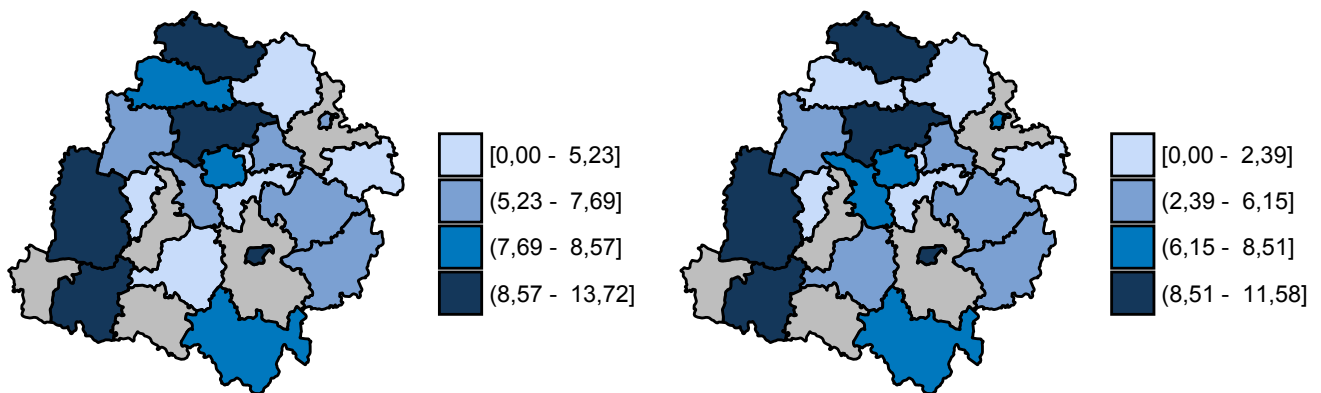 [0,00 - 5,23]
(5,23 - 7,69]
(7,69 - 8,57]
(8,57 - 13,72]
[0,00 - 2,39]
(2,39 - 6,15]
(6,15 - 8,51]
(8,51 - 11,58]